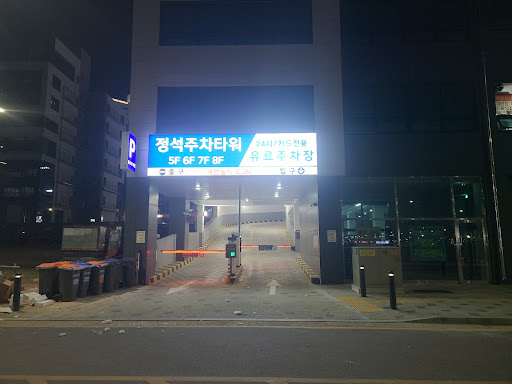 정석주차타워
5F 6F 7F 8F
24시/카드전용
유료주차장
P
출구
입구